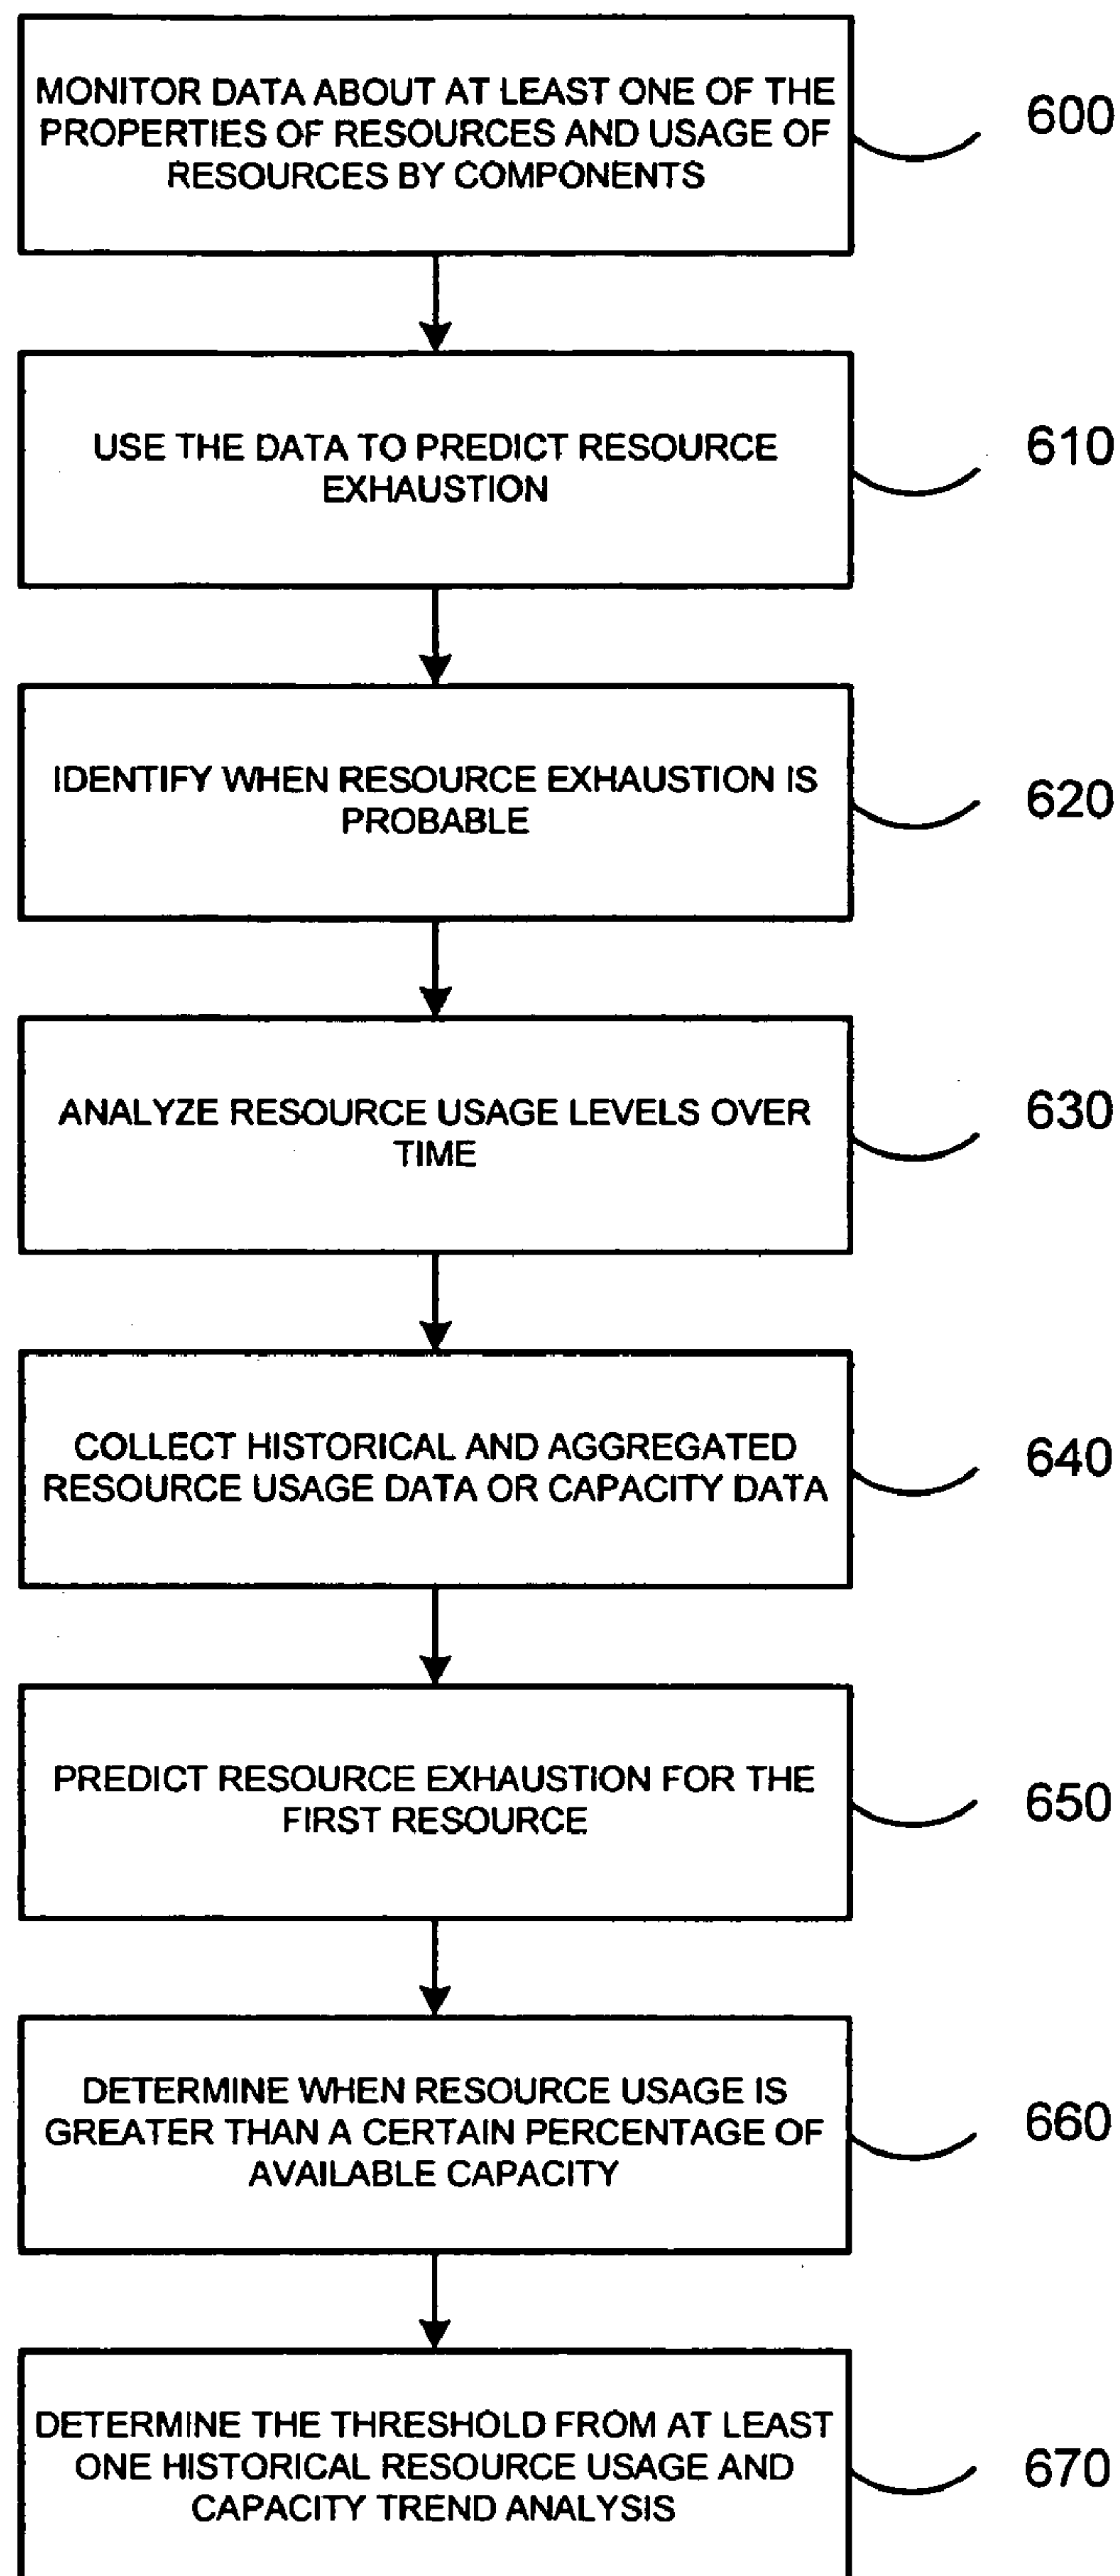 MONITOR DATA ABOUT AT LEAST ONE OF THE
PROPERTIES OF RESOURCES AND USAGE OF
RESOURCES BY COMPONENTS
600
USE THE DATA TO PREDICT RESOURCE
EXHAUSTION
610
IDENTIFY WHEN RESOURCE EXHAUSTION IS
PROBABLE
620
ANALYZE RESOURCE USAGE LEVELS OVER
TIME
630
COLLECT HISTORICAL AND AGGREGATED
RESOURCE USAGE DATA OR CAPACITY DATA
640
PREDICT RESOURCE EXHAUSTION FOR THE
FIRST RESOURCE
650
DETERMINE WHEN RESOURCE USAGE IS
GREATER THAN A CERTAIN PERCENTAGE OF
AVAILABLE CAPACITY
660
DETERMINE THE THRESHOLD FROM AT LEAST
ONE HISTORICAL RESOURCE USAGE AND
CAPACITY TREND ANALYSIS
670